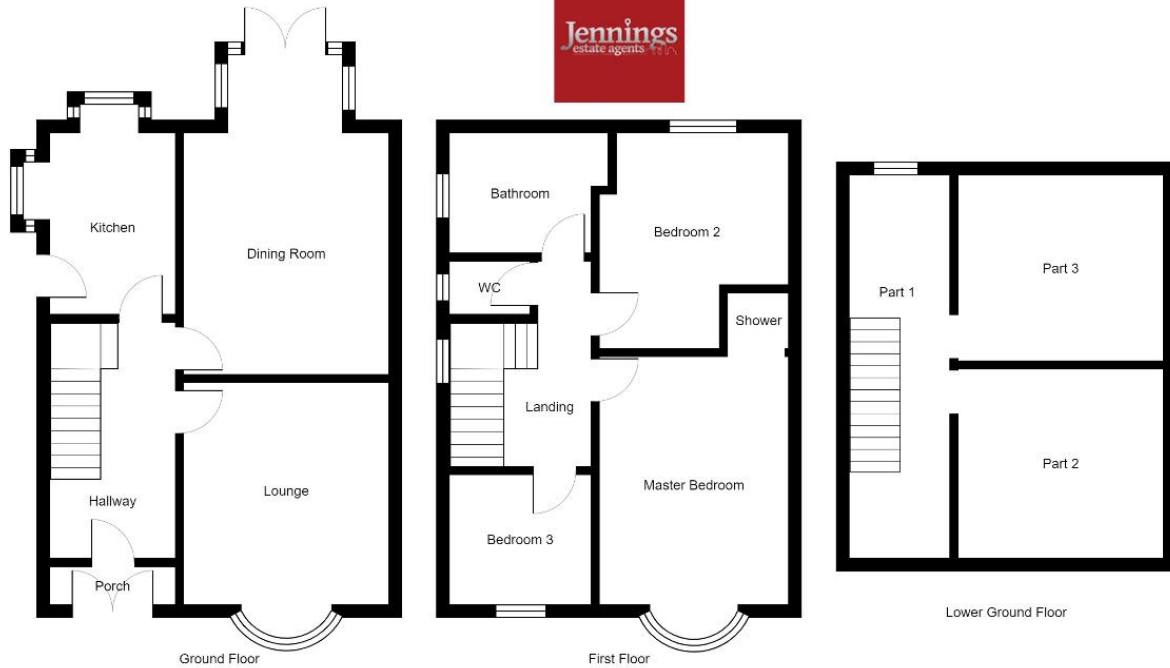 Jennings
estate agents
Kitchen
Dining Room
Hallway
Lounge
Porch
Ground Floor
Bathroom
Bedroom 2
WC
Shower
Landing
Master Bedroom
Bedroom 3
First Floor
Part 1
Part 3
Part 2
Lower Ground Floor